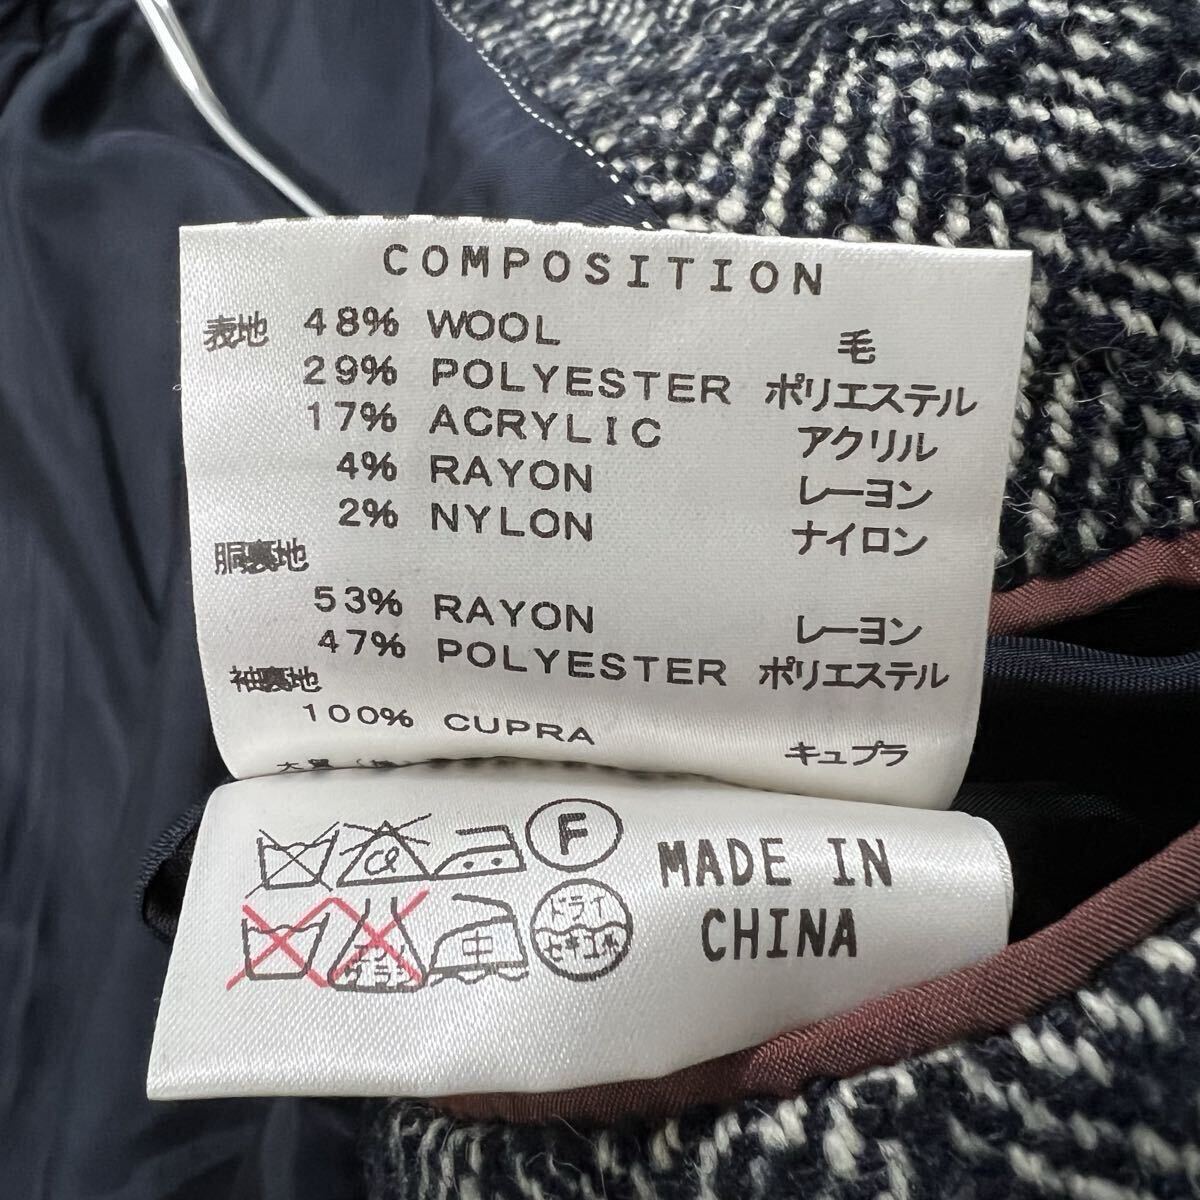 COMPOSITION
表地 48% WOOL 毛
29% POLYESTER ポリエステル
17% ACRYLIC アクリル
4% RAYON レーヨン
2% NYLON ナイロン
胴裏地
53% RAYON レーヨン
47% POLYESTER ポリエステル
袖裏地
100% CUPRA キュプラ
F
MADE IN
CHINA
中
ドライ
セキユ系